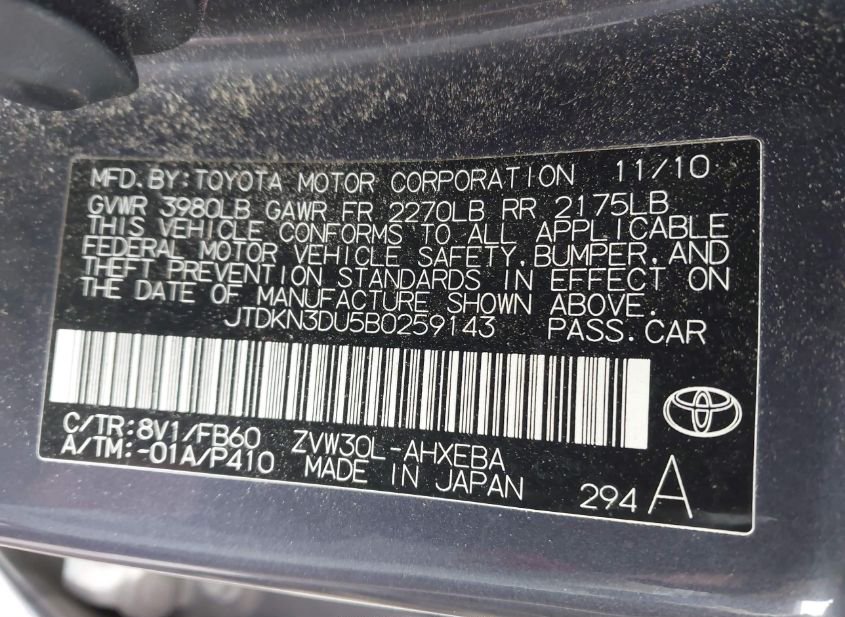 MFD.BY:TOYOTA MOTOR CORPORATION 11/10
GVWR 3980LB GAWR FR 2270LB RR 2175LB
THIS VEHICLE CONFORMS TO ALL APPLICABLE
FEDERAL MOTOR VEHICLE SAFETY,BUMPER,AND
THEFT PREVENTION STANDARDS IN EFFECT ON
THE DATE OF MANUFACTURE SHOWN ABOVE.
JTDKN3DU5B0259143 PASS.CAR
C/TR:8V1/FB60 ZVW30L-AHXEBA
A/TM:-01A/P410 MADE IN JAPAN
294 A